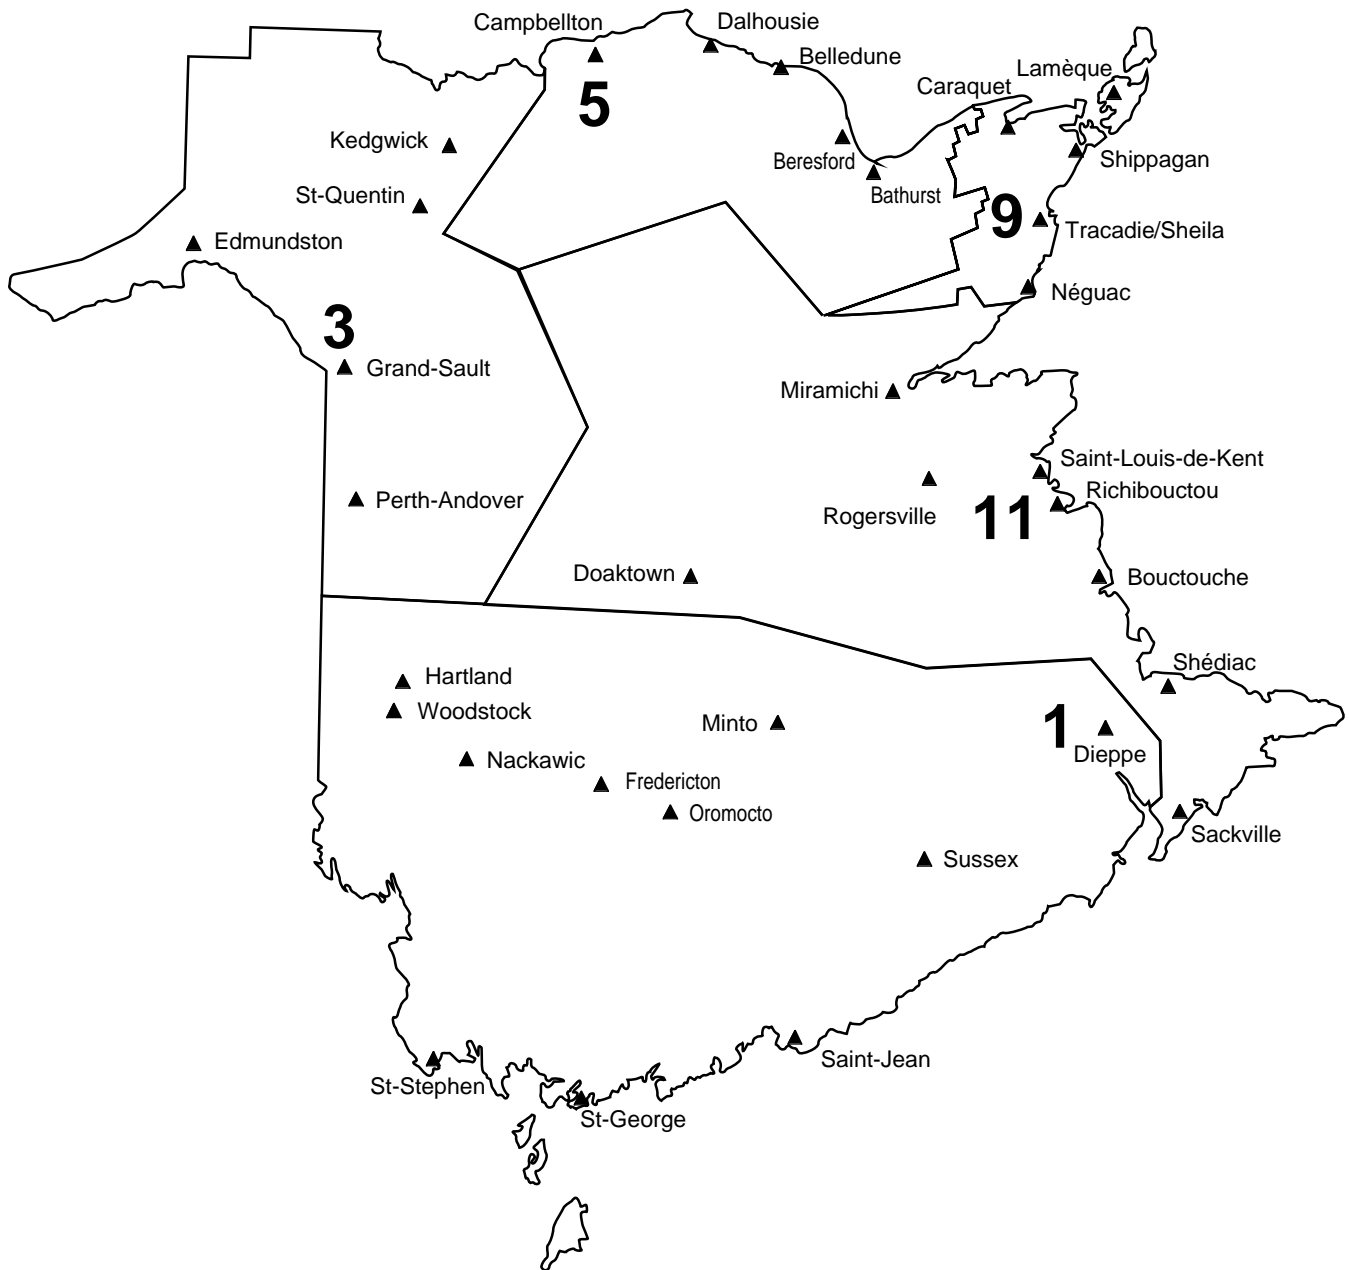 Campbellton
Dalhousie
Belledune
Lamèque
Caraquet
5
Kedgwick
Beresford
Shippagan
Bathurst
St-Quentin
9
Tracadie/Sheila
Edmundston
Néguac
3
Grand-Sault
Miramichi
Saint-Louis-de-Kent
Richibouctou
Perth-Andover
Rogersville
11
Doaktown
Bouctouche
Shédiac
Hartland
Woodstock
Minto
1
Dieppe
Nackawic
Fredericton
Oromocto
Sackville
Sussex
Saint-Jean
St-Stephen
St-George